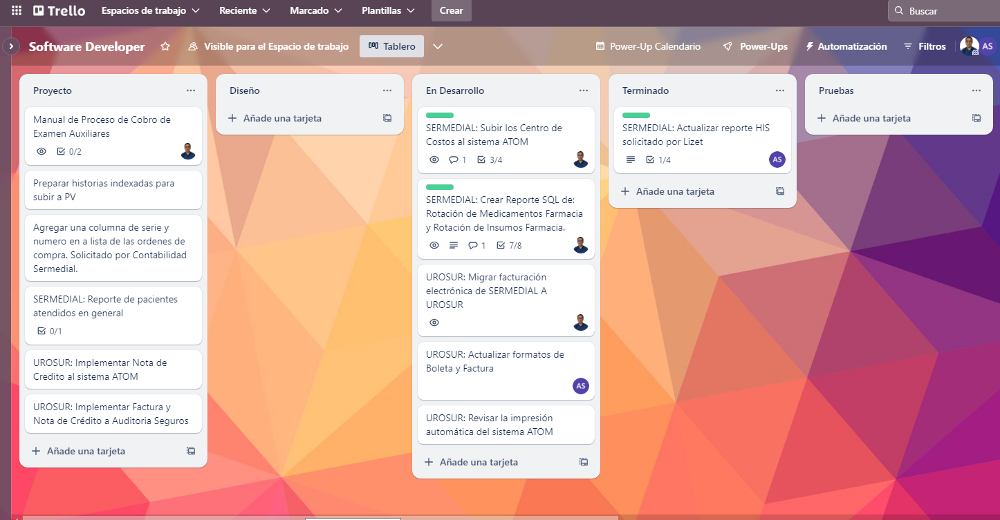 Trello
Espacios de trabajo
Reciente
Marcado
Plantillas
Crear
Buscar
Software Developer
Visible para el Espacio de trabajo
Tablero
Power-Up Calendario
Power-Ups
Automatización
Filtros
AS
Proyecto
Manual de Proceso de Cobro de
Examen Auxiliares
0/2
Preparar historias indexadas para
subir a PV
Agregar una columna de serie y
numero en a lista de las ordenes de
compra. Solicitado por Contabilidad
Sermedial.
SERMEDIAL: Reporte de pacientes
atendidos en general
0/1
UROSUR: Implementar Nota de
Credito al sistema ATOM
UROSUR: Implementar Factura y
Nota de Crédito a Auditoria Seguros
Añade una tarjeta
Diseño
Añade una tarjeta
En Desarrollo
SERMEDIAL: Subir los Centro de
Costos al sistema ATOM
1
3/4
SERMEDIAL: Crear Reporte SQL de:
Rotación de Medicamentos Farmacia
y Rotación de Insumos Farmacia.
1
7/8
UROSUR: Migrar facturación
electrónica de SERMEDIAL A
UROSUR
UROSUR: Actualizar formatos de
Boleta y Factura
AS
UROSUR: Revisar la impresión
automática del sistema ATOM
Añade una tarjeta
Terminado
SERMEDIAL: Actualizar reporte HIS
solicitado por Lizet
1/4
AS
Añade una tarjeta
Pruebas
Añade una tarjeta